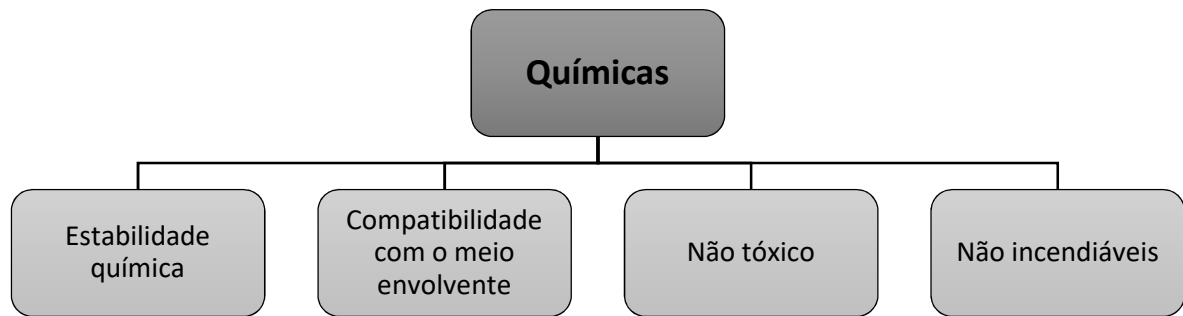 Químicas
Estabilidade
química
Compatibilidade
com o meio
envolvente
Não tóxico
Não incendiáveis